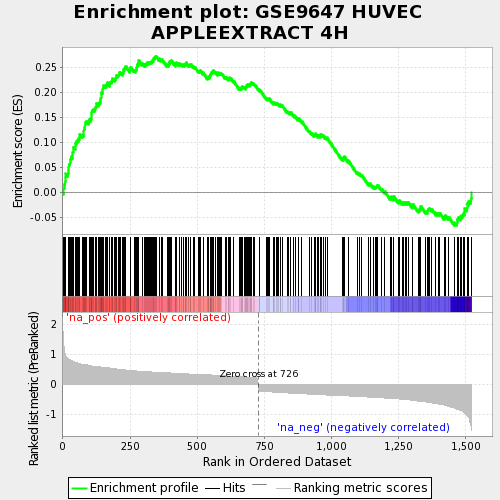 Enrichment plot: GSE9647 HUVEC
APPLEEXTRACT 4H
Enrichment score (ES)
0.25
0.20
0.15
0.10
0.05
0.00
-0.05
'na_pos' (positively correlated)
Ranked list metric (PreRanked)
2
1
0
-1
Zero cross at 726
'na_neg' (negatively correlated)
0
250
500
750
1,000
1,250
1,500
Rank in Ordered Dataset
Enrichment profile
Hits
Ranking metric scores